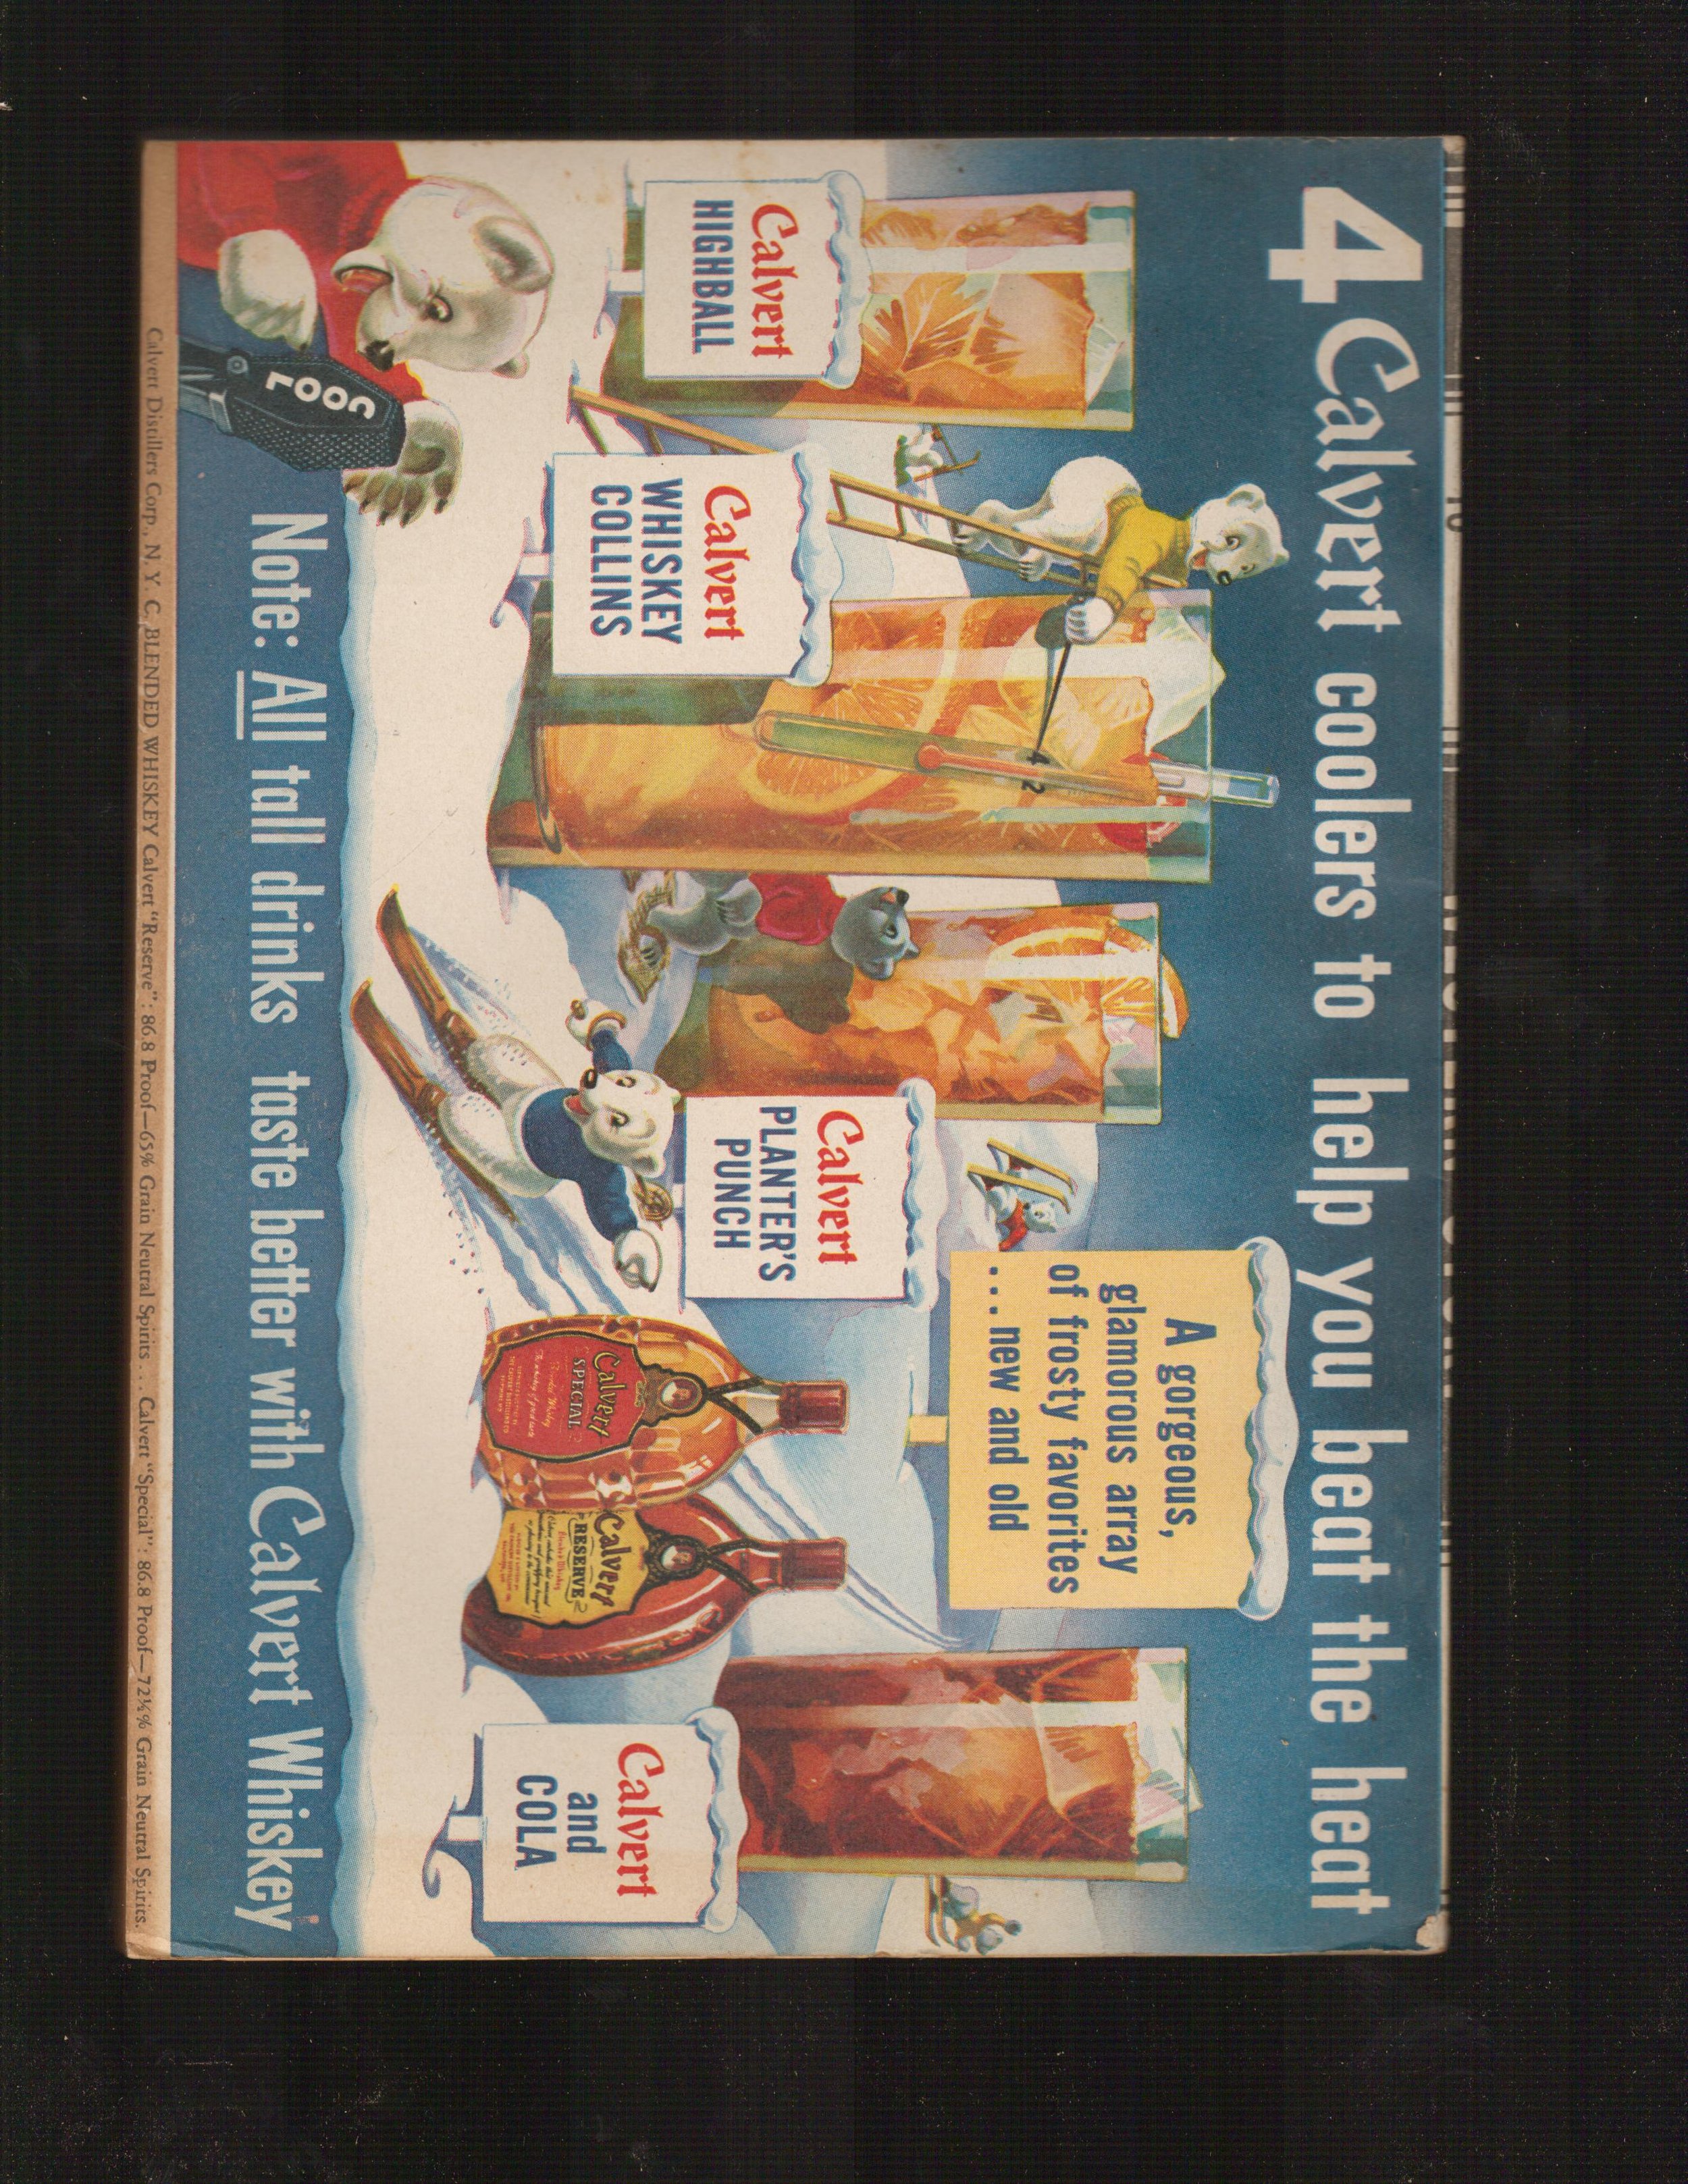 4 Calvert coolers to help you beat the heat
Calvert
HIGHBALL
Calvert
WHISKEY
COLLINS
4 2
Calvert
PLANTER'S
PUNCH
A gorgeous,
glamorous array
of frosty favorites
...new and old
Calvert
SPECIAL
Calvert
RESERVE
Calvert
and
COLA
COOL
Note: All tall drinks taste better with Calvert Whiskey
Calvert Distillers Corp., N. Y. C. BLENDED WHISKEY Calvert "Reserve": 86.8 Proof—65% Grain Neutral Spirits . . . Calvert "Special": 86.8 Proof—72½% Grain Neutral Spirits.